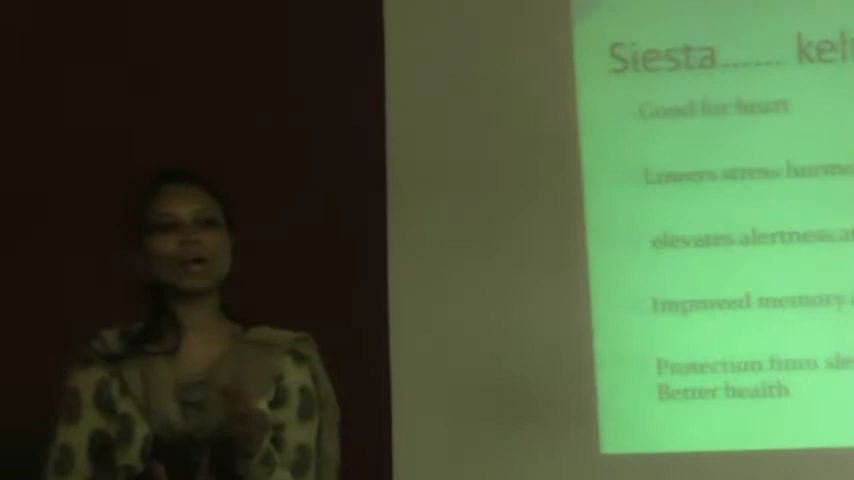 Siesta...... kel
Good for heart
Lowers stress hormo
elevates alertness a
Improved memory
Protection from sle
Better health